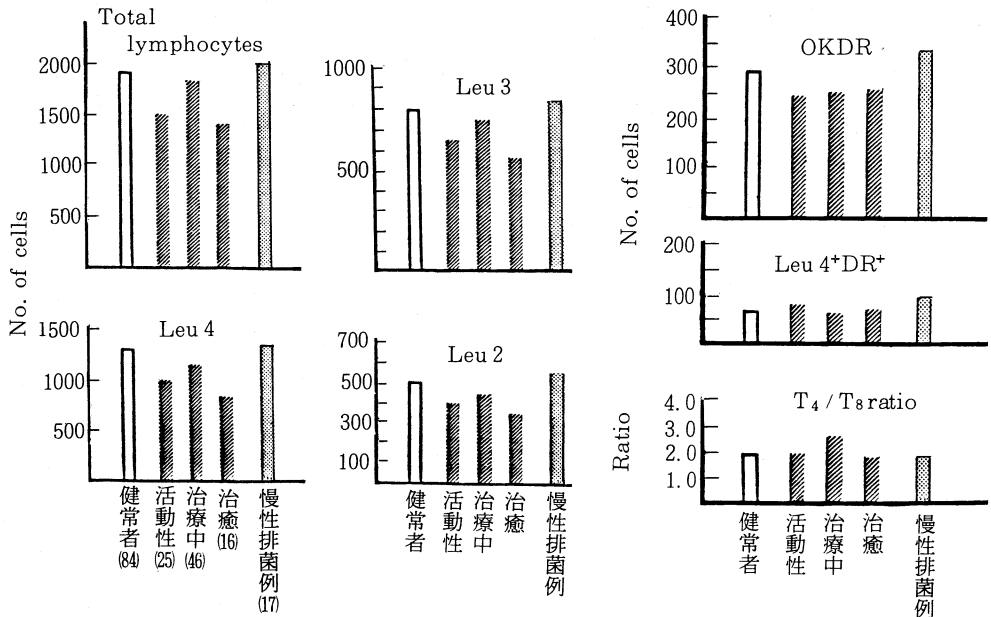 Total
lymphocytes
No. of cells
2000
1500
1000
500
Leu 4
1500
1000
500
健常者(84)
活動性(25)
治療中(46)
治癒(16)
慢性排菌例(17)
Leu 3
1000
500
Leu 2
700
500
300
100
健常者
活動性
治療中
治癒
慢性排菌例
OKDR
No. of cells
400
300
200
100
Leu 4⁺DR⁺
200
100
T₄/T₈ ratio
Ratio
4.0
3.0
2.0
1.0
健常者
活動性
治療中
治癒
慢性排菌例